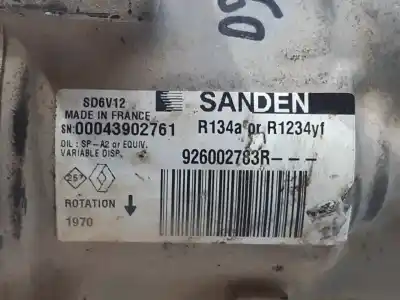 SD6V12
SANDEN
MADE IN FRANCE
SN:00043902761
R134a or R1234yf
OIL : SP-A2 or EQUIV.
VARIABLE DISP.
926002783R---
25
ROTATION
1970